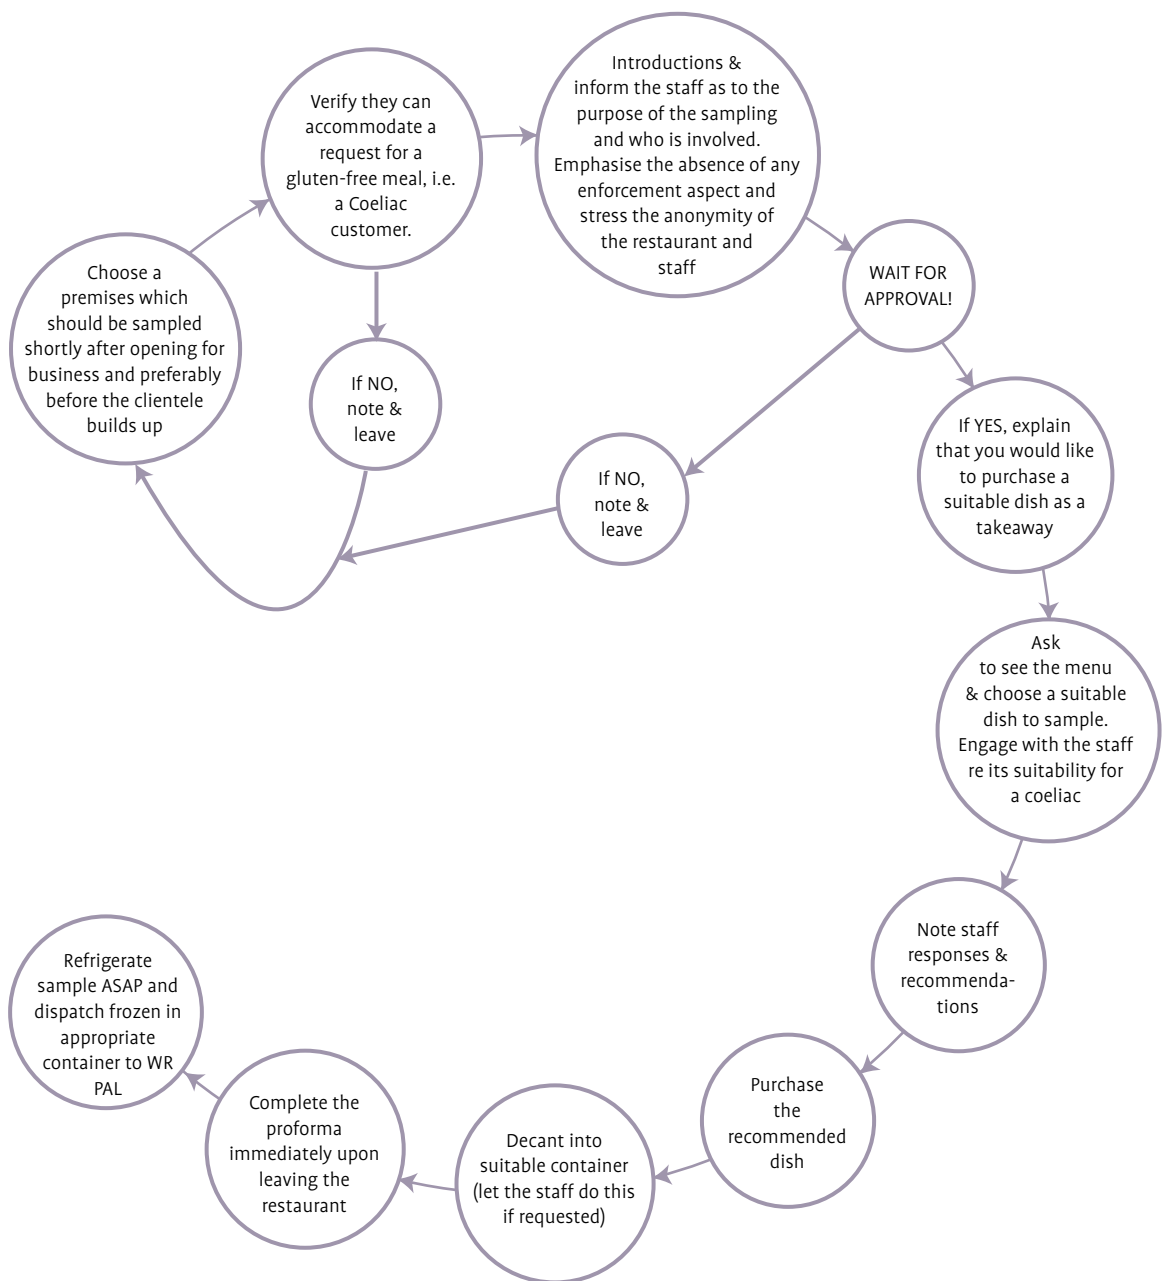 Choose a
premises which
should be sampled
shortly after opening for
business and preferably
before the clientele
builds up
Verify they can
accommodate a
request for a
gluten-free meal, i.e.
a Coeliac
customer.
If NO,
note &
leave
Introductions &
inform the staff as to the
purpose of the sampling
and who is involved.
Emphasise the absence of any
enforcement aspect and
stress the anonymity of
the restaurant and
staff
WAIT FOR
APPROVAL!
If NO,
note &
leave
If YES, explain
that you would like
to purchase a
suitable dish as a
takeaway
Ask
to see the menu
& choose a suitable
dish to sample.
Engage with the staff
re its suitability for
a coeliac
Note staff
responses &
recommenda-
tions
Purchase
the
recommended
dish
Decant into
suitable container
(let the staff do this
if requested)
Complete the
proforma
immediately upon
leaving the
restaurant
Refrigerate
sample ASAP and
dispatch frozen in
appropriate
container to WR
PAL